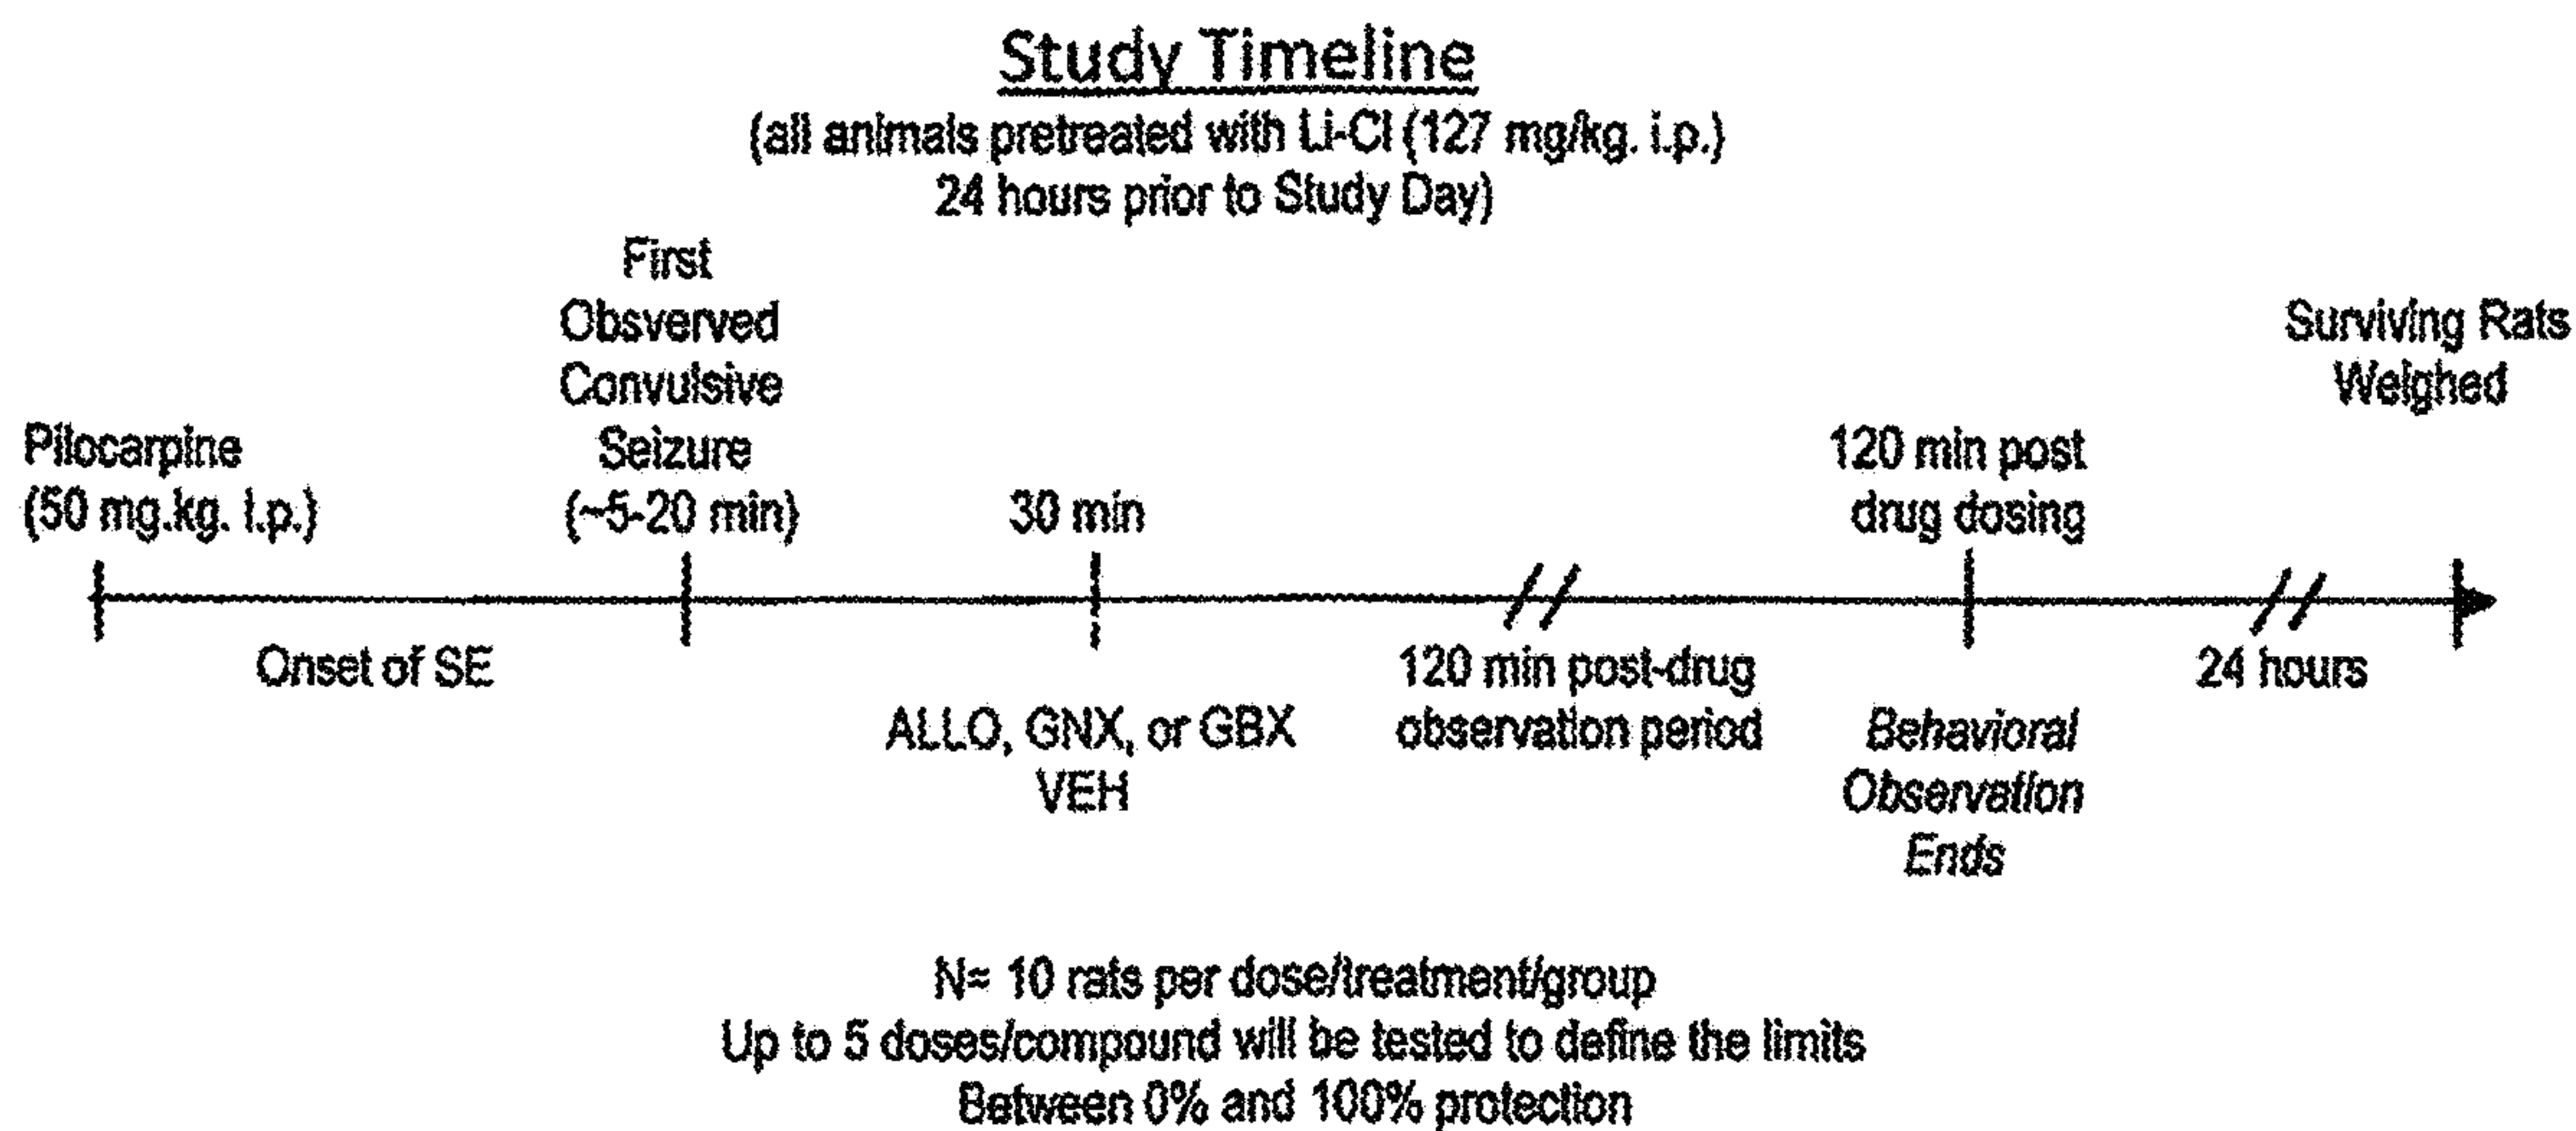 Study Timeline
(all animals pretreated with Li-Cl (127 mg/kg. i.p.)
24 hours prior to Study Day)
First
Obsverved
Convulsive
Seizure
(~5-20 min)
Pilocarpine
(50 mg.kg. i.p.)
30 min
120 min post
drug dosing
Surviving Rats
Weighed
Onset of SE
ALLO, GNX, or GBX
VEH
120 min post-drug
observation period
Behavioral
Observation
Ends
24 hours
N= 10 rats per dose/treatment/group
Up to 5 doses/compound will be tested to define the limits
Between 0% and 100% protection